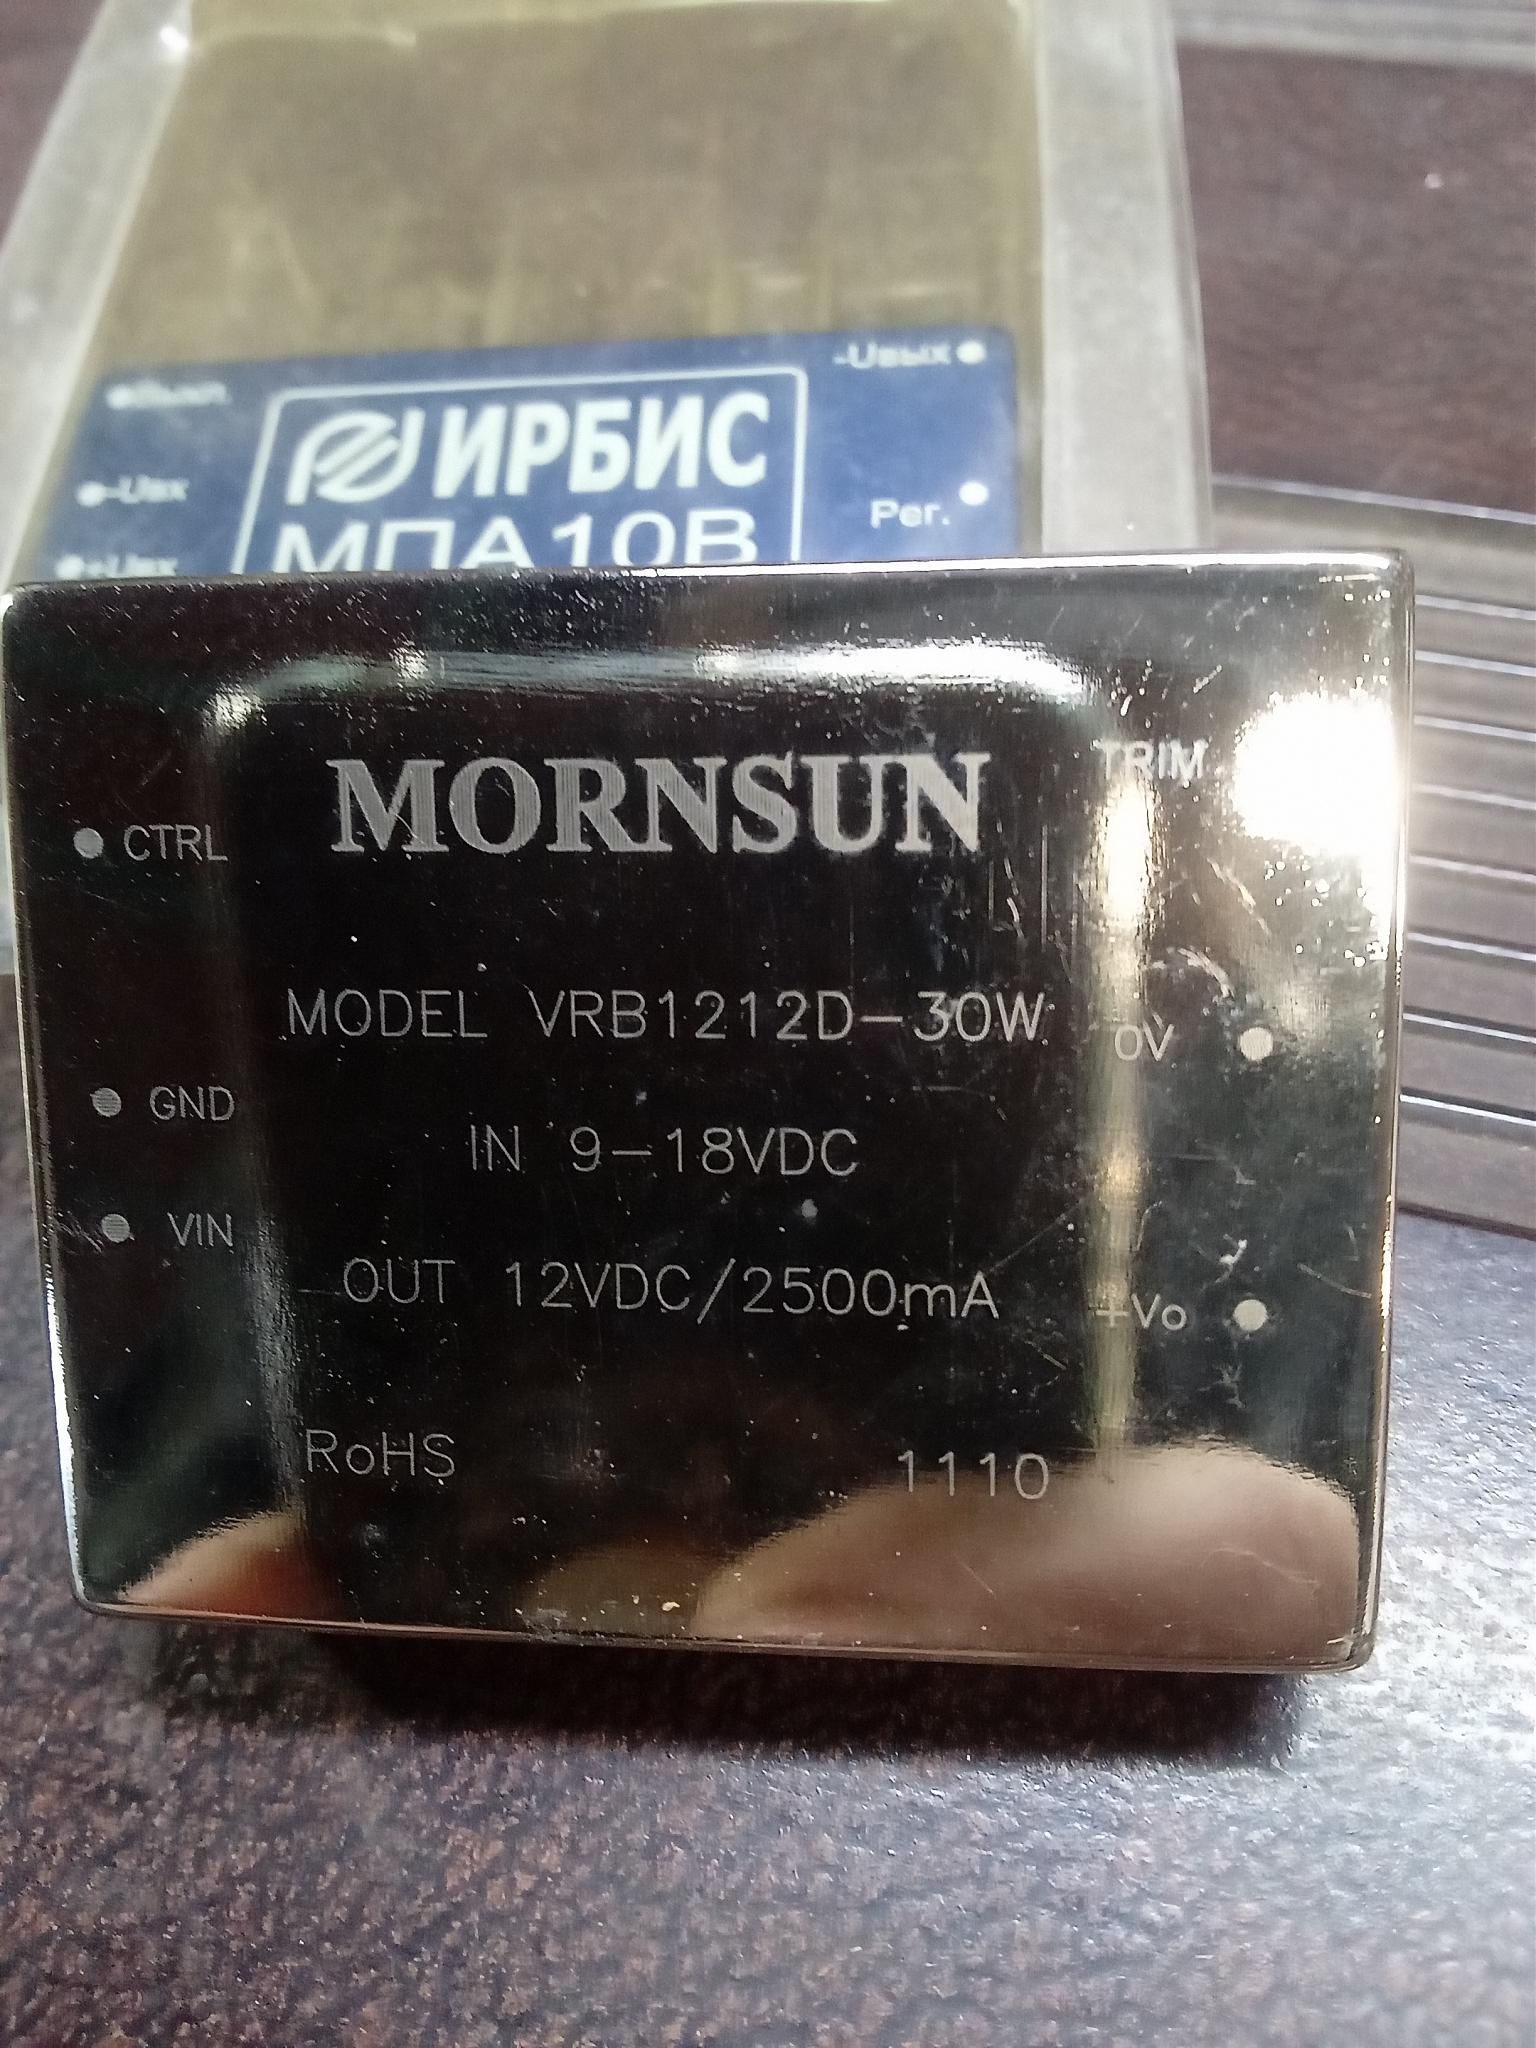 -Uвых
ИРБИС
-Uвх
Рег.
МПА10В
+Uвх
MORNSUN
TRIM
CTRL
MODEL VRB1212D-30W
0V
GND
IN 9-18VDC
VIN
OUT 12VDC/2500mA
+Vo
RoHS
1110